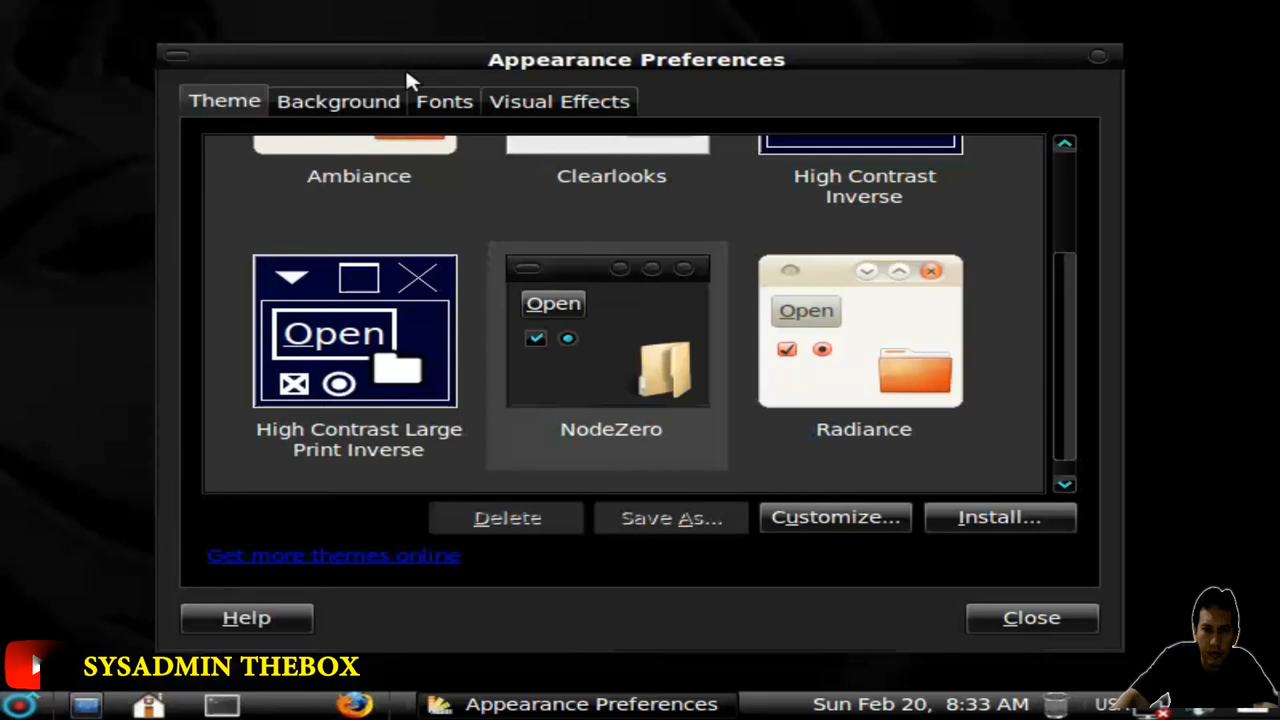 Appearance Preferences
Theme
Background
Fonts
Visual Effects
Ambiance
Clearlooks
High Contrast
Inverse
Open
High Contrast Large
Print Inverse
Open
NodeZero
Open
Radiance
Delete
Save As...
Customize...
Install...
Get more themes online
Help
Close
SYSADMIN THEBOX
Appearance Preferences
Sun Feb 20, 8:33 AM